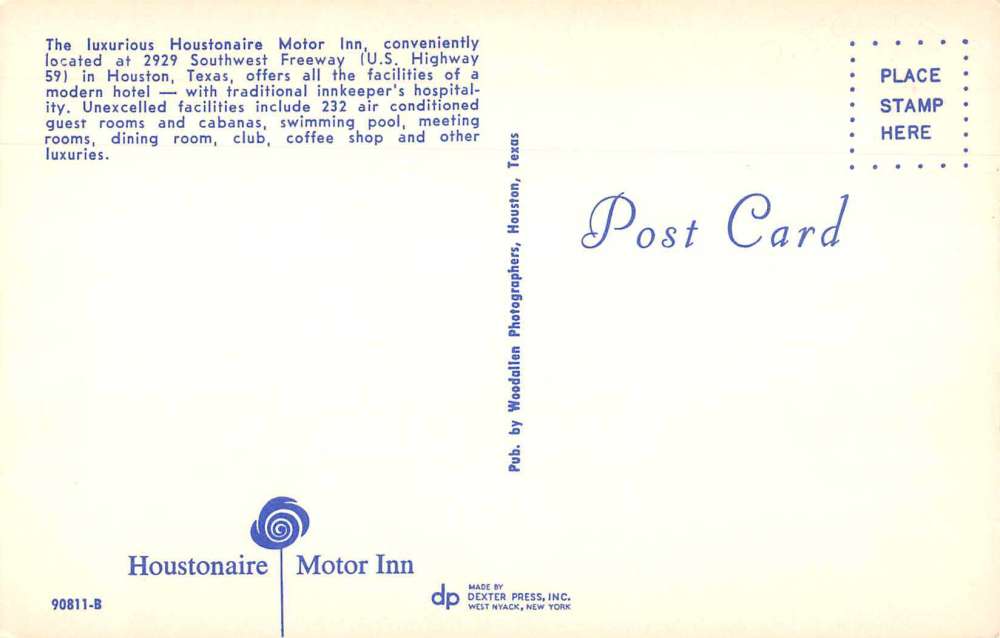 The luxurious Houstonaire Motor Inn, conveniently
located at 2929 Southwest Freeway (U.S. Highway
59) in Houston, Texas, offers all the facilities of a
modern hotel — with traditional innkeeper's hospital-
ity. Unexcelled facilities include 232 air conditioned
guest rooms and cabanas, swimming pool, meeting
rooms, dining room, club, coffee shop and other
luxuries.
Pub. by Woodallen Photographers, Houston, Texas
PLACE
STAMP
HERE
Post Card
Houstonaire Motor Inn
90811-B
dp
MADE BY
DEXTER PRESS, INC.
WEST NYACK, NEW YORK